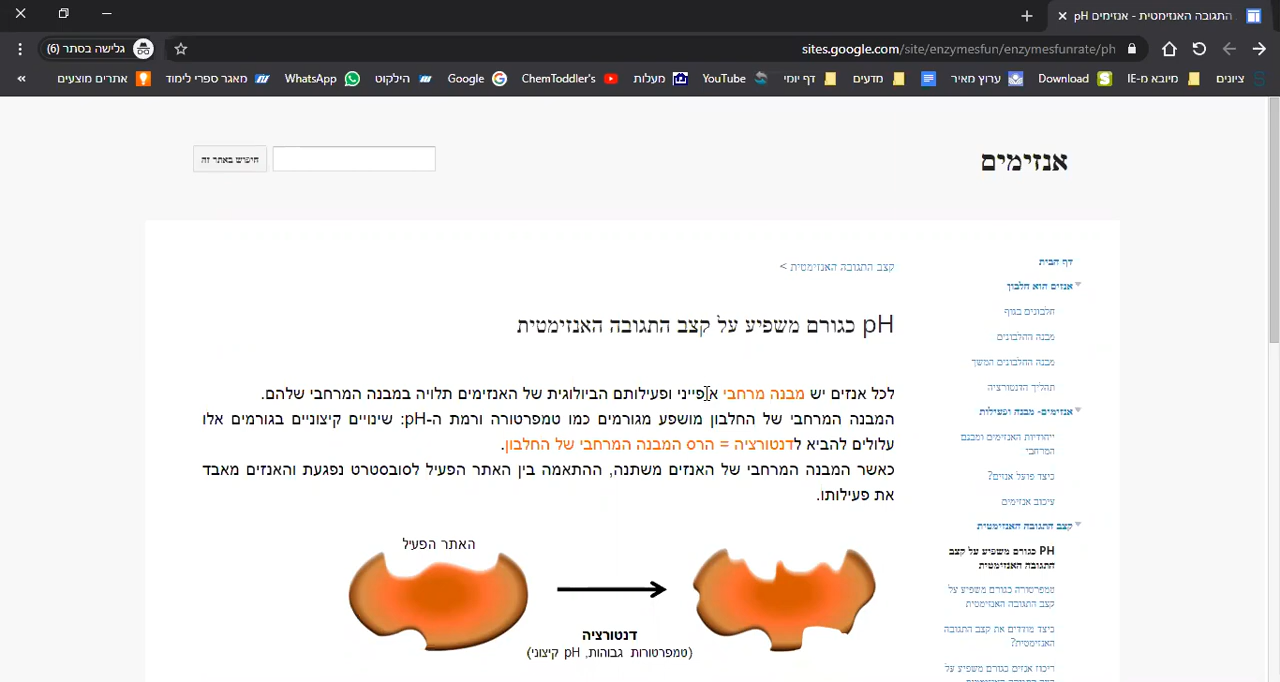 pH התגובה האנזימטית - אנזימים
גלישה בסתר (6)
sites.google.com/site/enzymesfun/enzymesfunrate/ph
ציונים
מיובא מ-IE
Download
ערוץ מאיר
מדעים
דף יומי
YouTube
מעלות
ChemToddler's
Google
הילקוט
WhatsApp
מאגר ספרי לימוד
אתרים מוצעים
«
אנזימים
חיפוש באתר זה
דף הבית
אנזים הוא חלבון
חלבונים בגוף
מבנה החלבונים
מבנה החלבונים המשך
תהליך הדנטורציה
אנזימים- מבנה ופעילות
ייחודיות האנזימים ומבנם
המרחבי
כיצד פועל אנזים?
עיכוב אנזימים
קצב התגובה האנזימטית
PH כגורם משפיע על קצב
התגובה האנזימטית
טמפרטורה כגורם משפיע על
קצב התגובה האנזימטית
כיצד מודדים את קצב התגובה
האנזימטית?
ריכוז אנזים כגורם משפיע על
קצב התגובה האנזימטית >
pH כגורם משפיע על קצב התגובה האנזימטית
לכל אנזים יש מבנה מרחבי אופייני ופעילותם הביולוגית של האנזימים תלויה במבנה המרחבי שלהם.
המבנה המרחבי של החלבון מושפע מגורמים כמו טמפרטורה ורמת ה-pH: שינויים קיצוניים בגורמים אלו
עלולים להביא לדנטורציה = הרס המבנה המרחבי של החלבון.
כאשר המבנה המרחבי של האנזים משתנה, ההתאמה בין האתר הפעיל לסובסטרט נפגעת והאנזים מאבד
את פעילותו.
האתר הפעיל
דנטורציה
(טמפרטורות גבוהות, pH קיצוני)